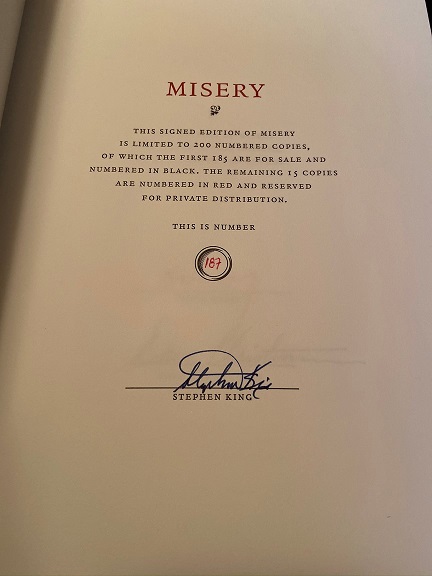 MISERY
THIS SIGNED EDITION OF MISERY
IS LIMITED TO 200 NUMBERED COPIES,
OF WHICH THE FIRST 185 ARE FOR SALE AND
NUMBERED IN BLACK. THE REMAINING 15 COPIES
ARE NUMBERED IN RED AND RESERVED
FOR PRIVATE DISTRIBUTION.
THIS IS NUMBER
187
Stephen King
STEPHEN KING